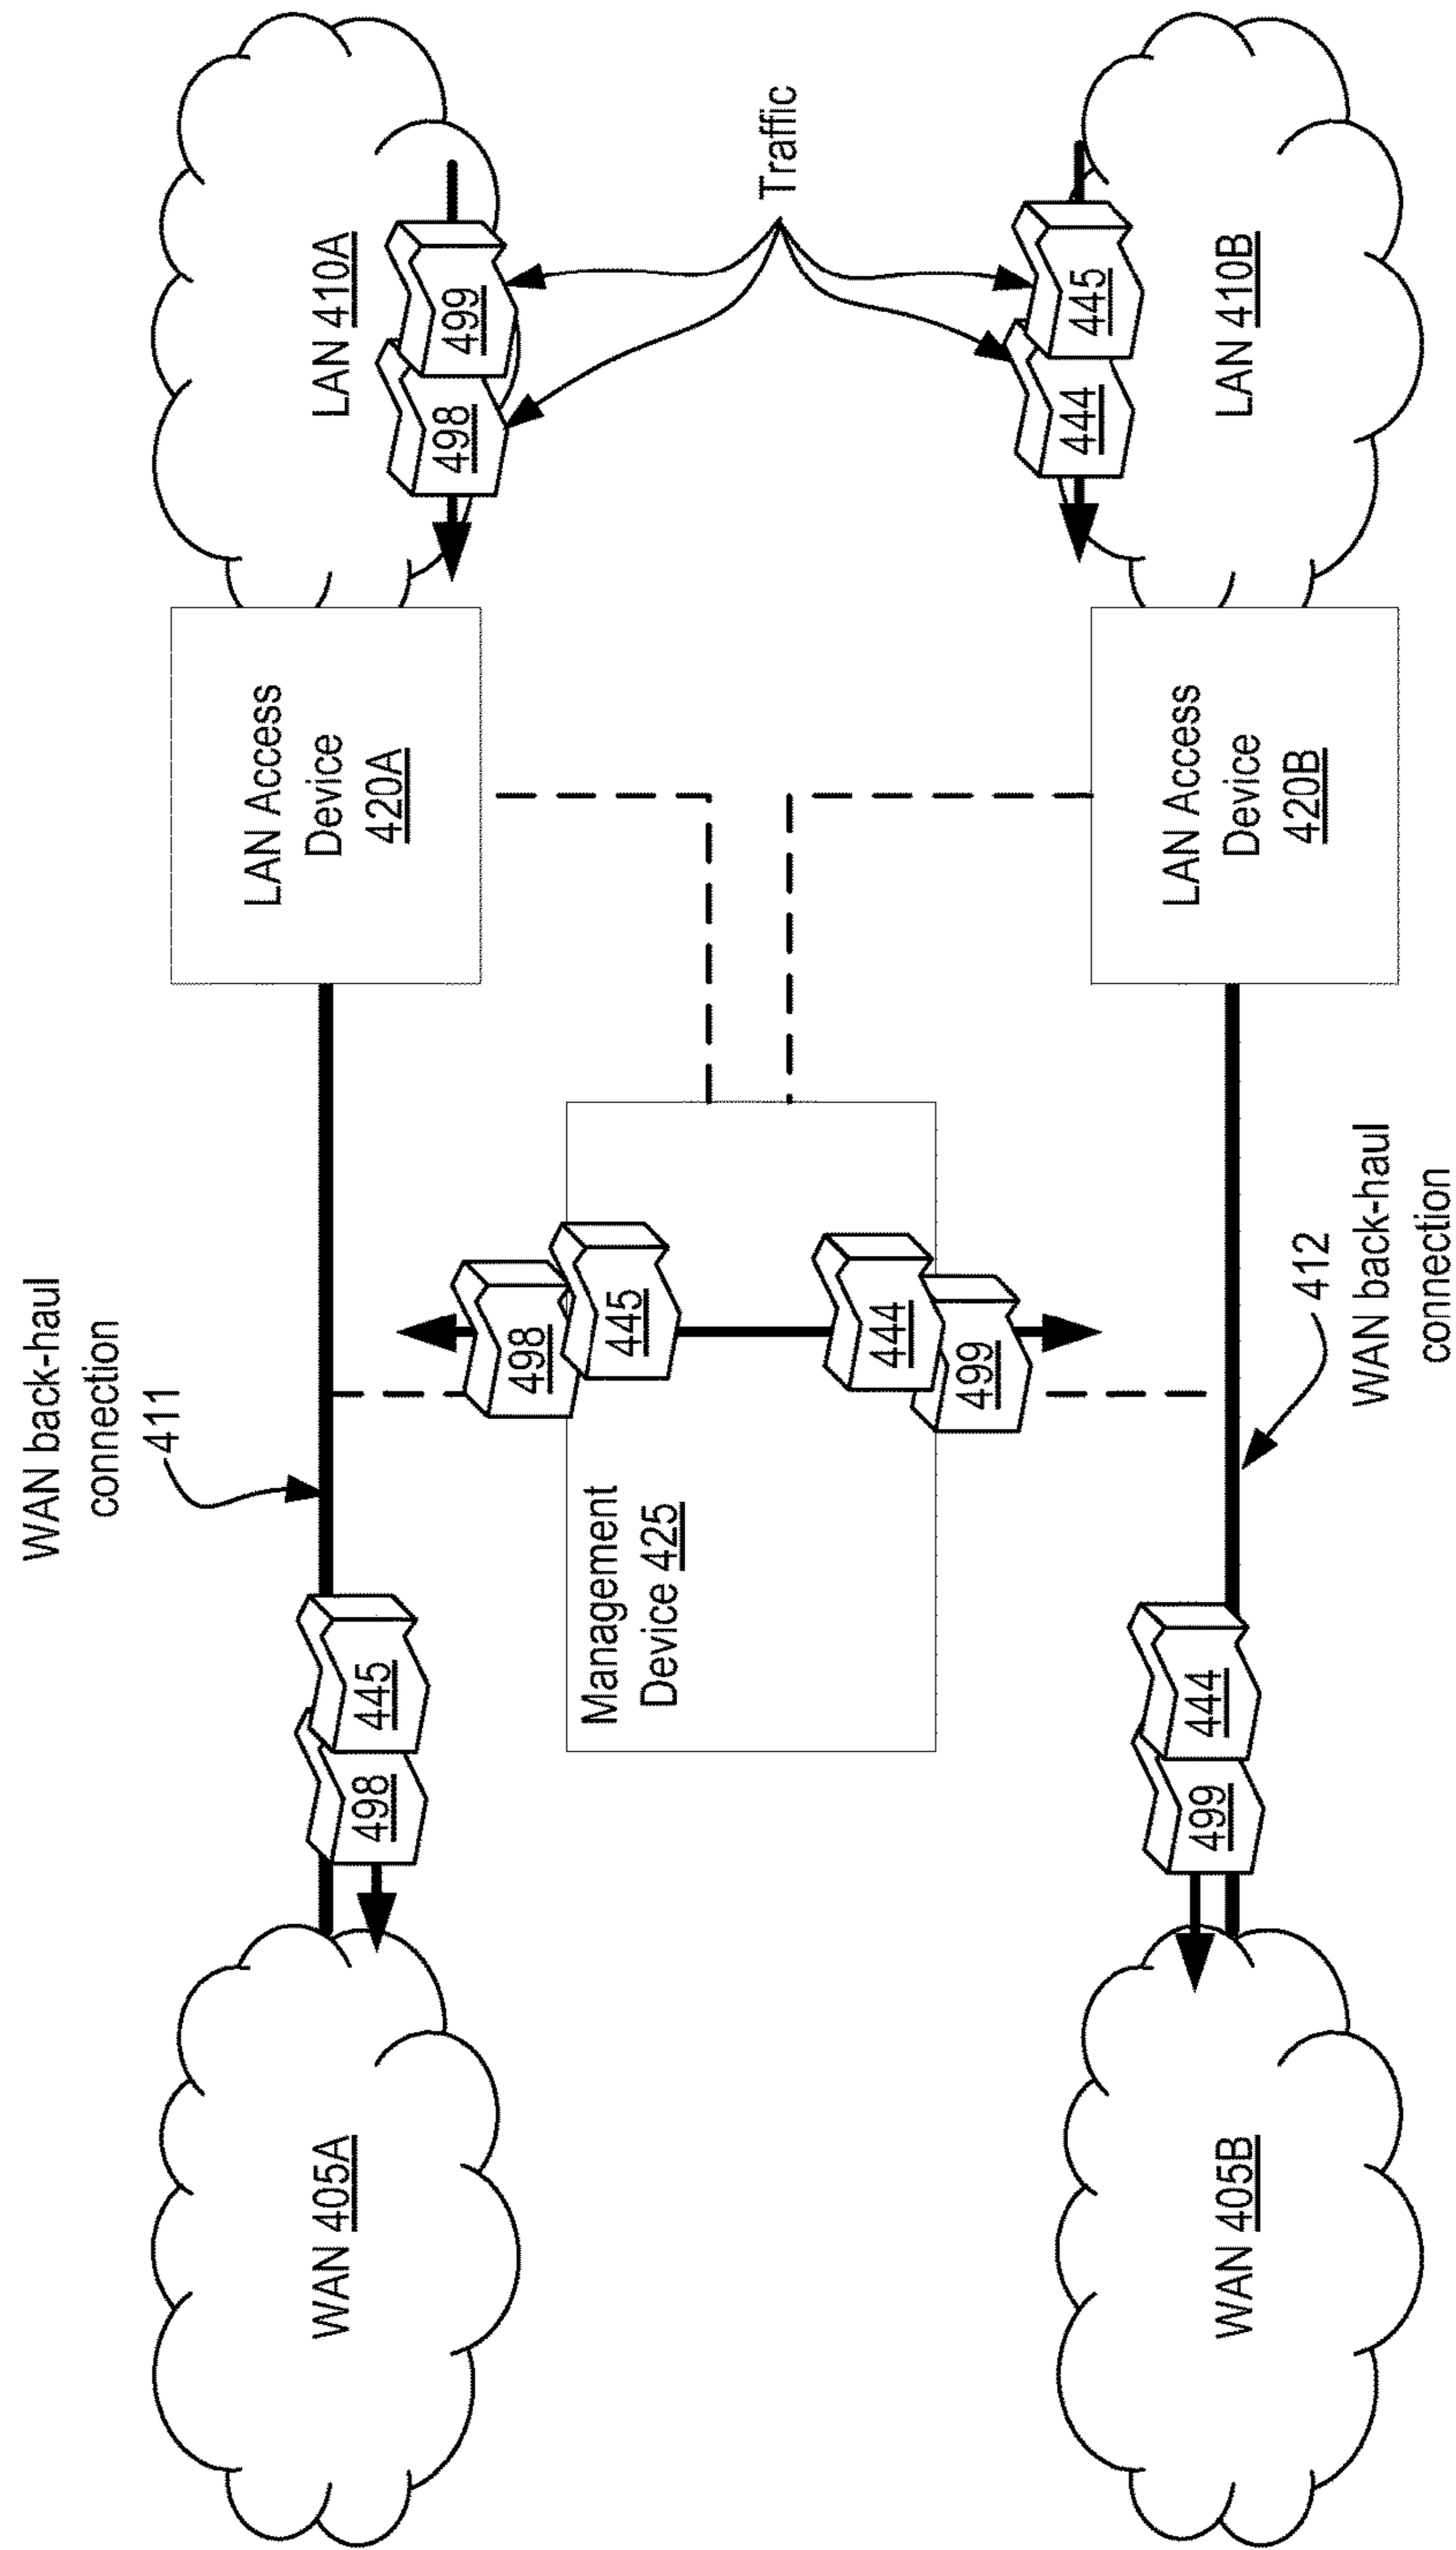 WAN back-haul
connection
411
LAN 410A
499
498
LAN Access
Device
420A
498
445
445
498
WAN 405A
Traffic
Management
Device 425
444
499
445
444
LAN 410B
LAN Access
Device
420B
412
WAN back-haul
connection
444
499
WAN 405B